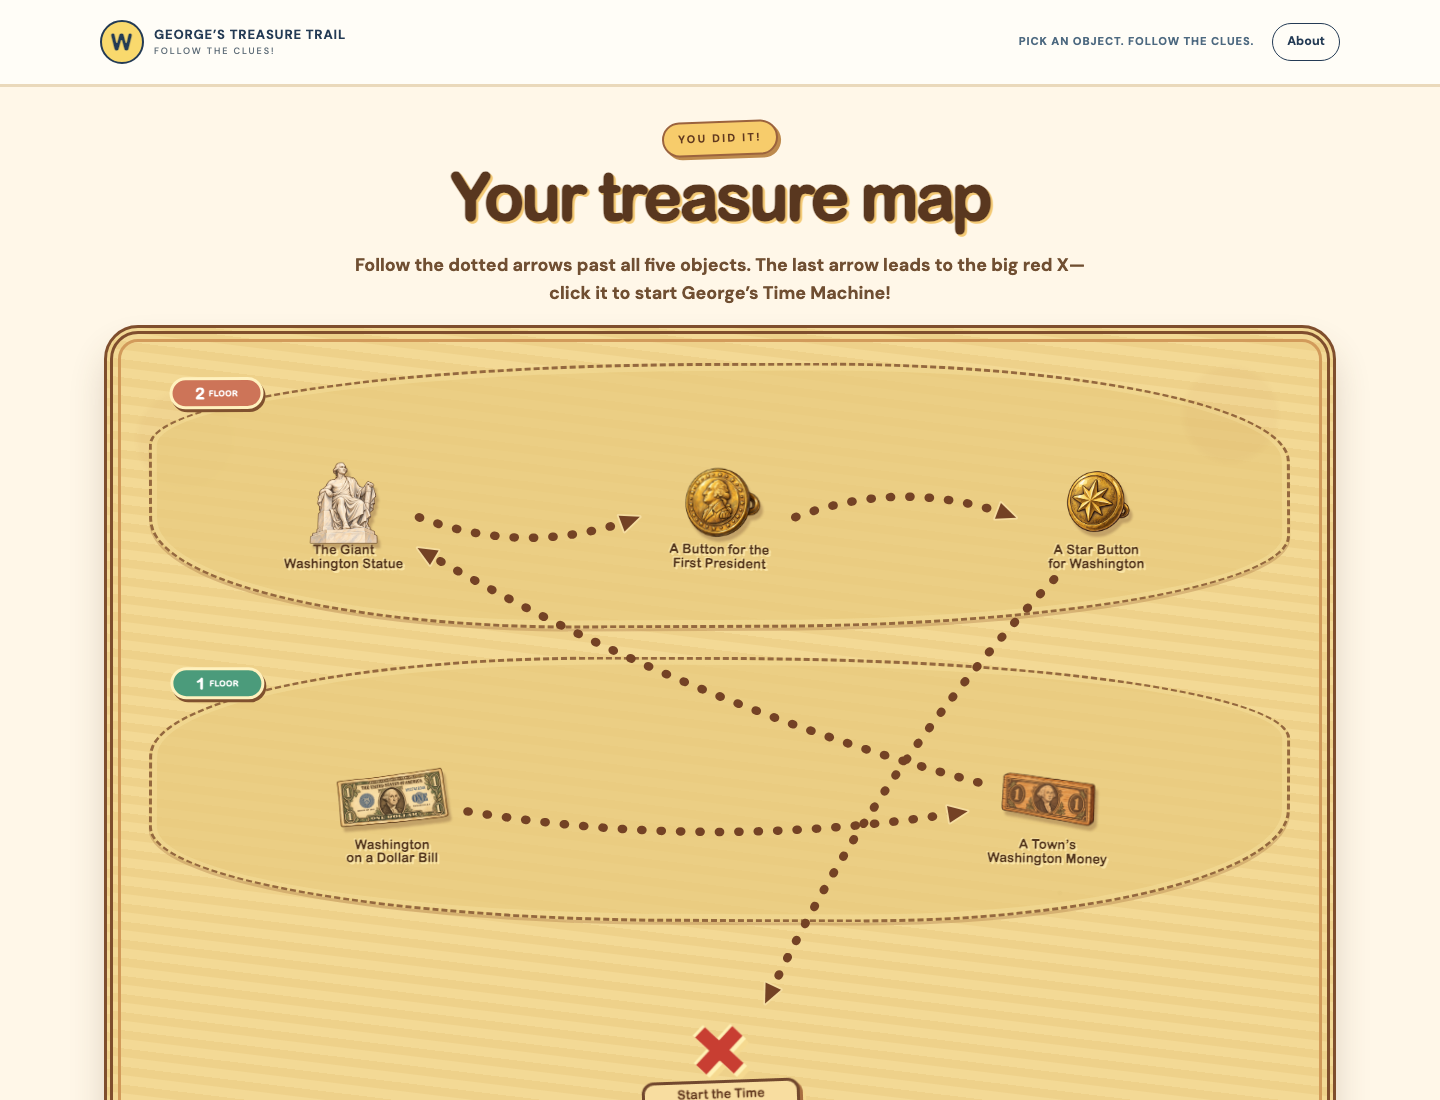 W
GEORGE’S TREASURE TRAIL
FOLLOW THE CLUES!
PICK AN OBJECT. FOLLOW THE CLUES.
About
YOU DID IT!
Your treasure map
Follow the dotted arrows past all five objects. The last arrow leads to the big red X—
click it to start George’s Time Machine!
2 FLOOR
The Giant
Washington Statue
A Button for the
First President
A Star Button
for Washington
1 FLOOR
Washington
on a Dollar Bill
A Town’s
Washington Money
Start the Time